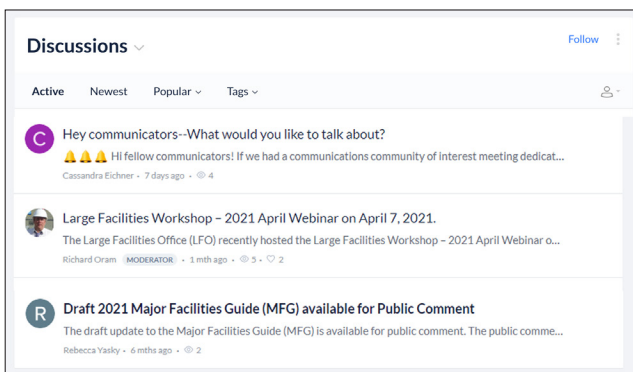 Discussions
Follow
Active Newest Popular Tags
C
Hey communicators--What would you like to talk about?
🔔🔔🔔 Hi fellow communicators! If we had a communications community of interest meeting dedicat...
Cassandra Eichner • 7 days ago • 4
Large Facilities Workshop – 2021 April Webinar on April 7, 2021.
The Large Facilities Office (LFO) recently hosted the Large Facilities Workshop – 2021 April Webinar o...
Richard Oram MODERATOR • 1 mth ago • 5 • 2
R
Draft 2021 Major Facilities Guide (MFG) available for Public Comment
The draft update to the Major Facilities Guide (MFG) is available for public comment. The public comme...
Rebecca Yasky • 6 mths ago • 2